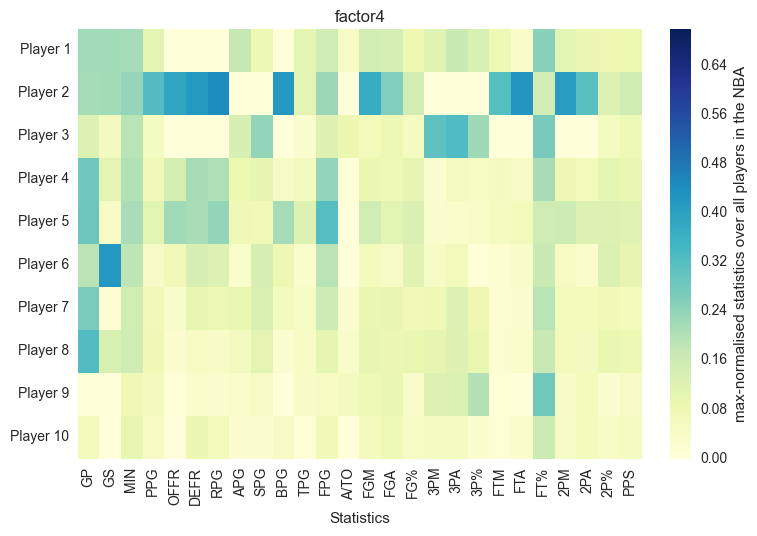 factor4
Player 1
Player 2
Player 3
Player 4
Player 5
Player 6
Player 7
Player 8
Player 9
Player 10
GP GS MIN PPG OFFR DEFR RPG APG SPG BPG TPG FPG A/TO FGM FGA FG% 3PM 3PA 3P% FTM FTA FT% 2PM 2PA 2P% PPS
Statistics
0.64
0.56
0.48
0.40
0.32
0.24
0.16
0.08
0.00
max-normalised statistics over all players in the NBA